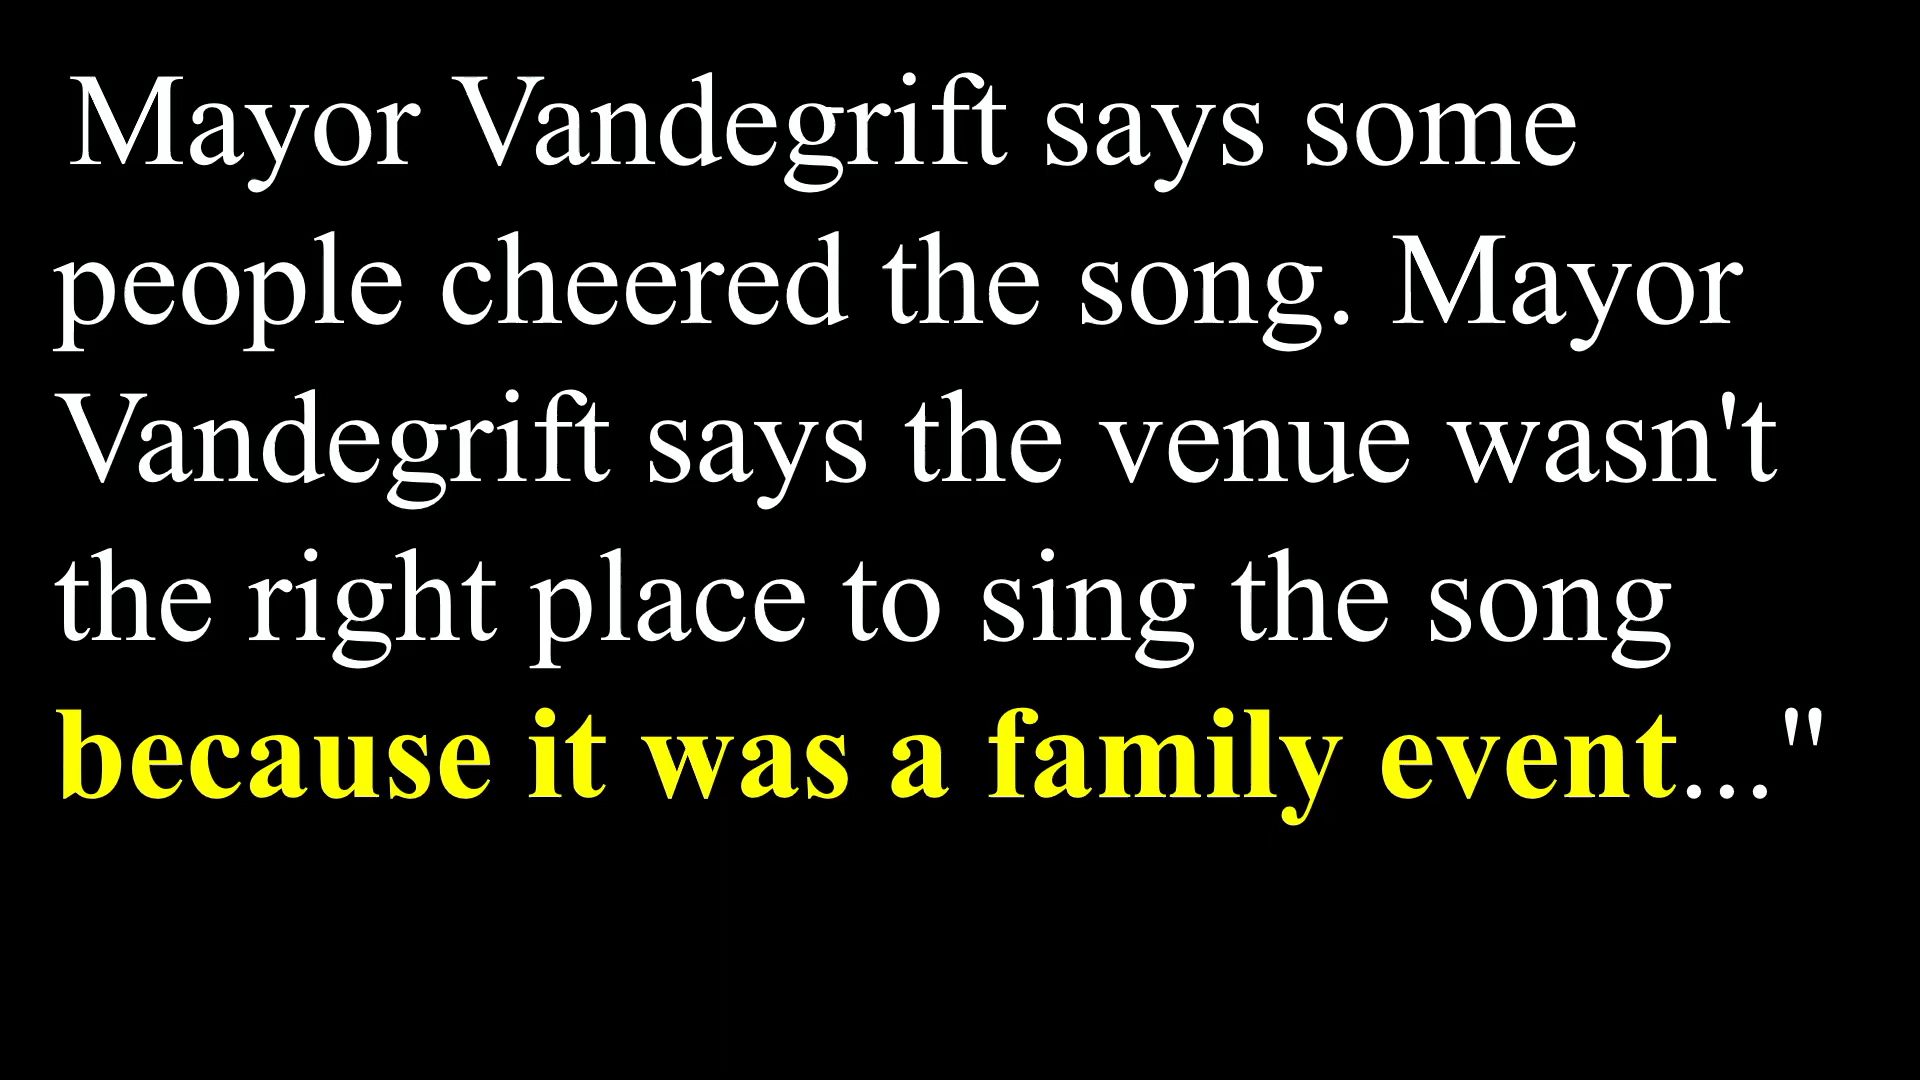 Mayor Vandegrift says some
people cheered the song. Mayor
Vandegrift says the venue wasn't
the right place to sing the song
because it was a family event..."